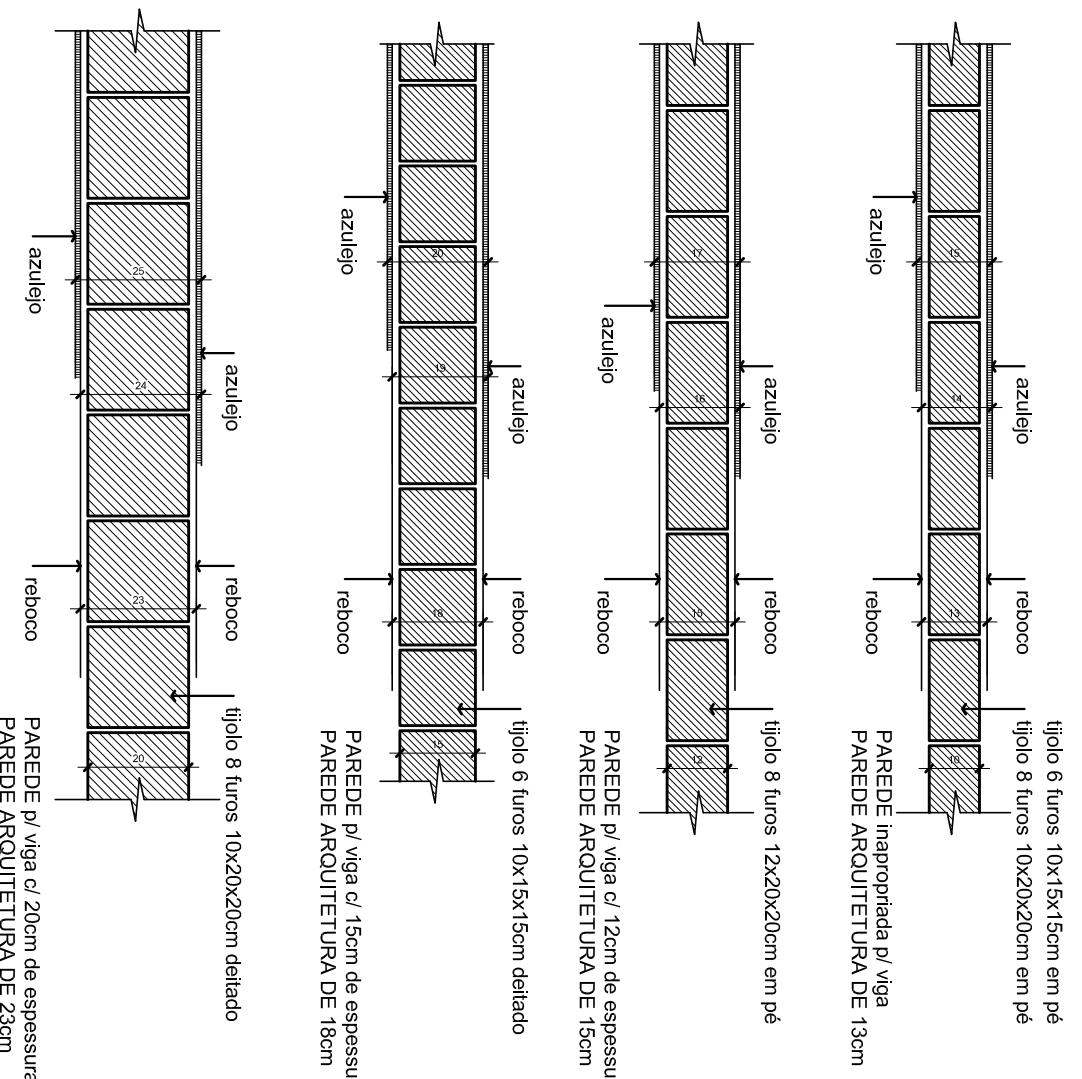 tijolo 6 furos 10x15x15cm em pé
tijolo 8 furos 10x20x20cm em pé
azulejo
reboco
15
14
13
10
azulejo
reboco
PAREDE inapropriada p/ viga
PAREDE ARQUITETURA DE 13cm
azulejo
reboco
tijolo 8 furos 12x20x20cm em pé
17
16
15
12
azulejo
reboco
PAREDE p/ viga c/ 12cm de espessu
PAREDE ARQUITETURA DE 15cm
azulejo
reboco
tijolo 6 furos 10x15x15cm deitado
20
19
18
15
azulejo
reboco
PAREDE p/ viga c/ 15cm de espessu
PAREDE ARQUITETURA DE 18cm
azulejo
reboco
tijolo 8 furos 10x20x20cm deitado
25
24
23
20
azulejo
reboco
PAREDE p/ viga c/ 20cm de espessura
PAREDE ARQUITETURA DE 23cm